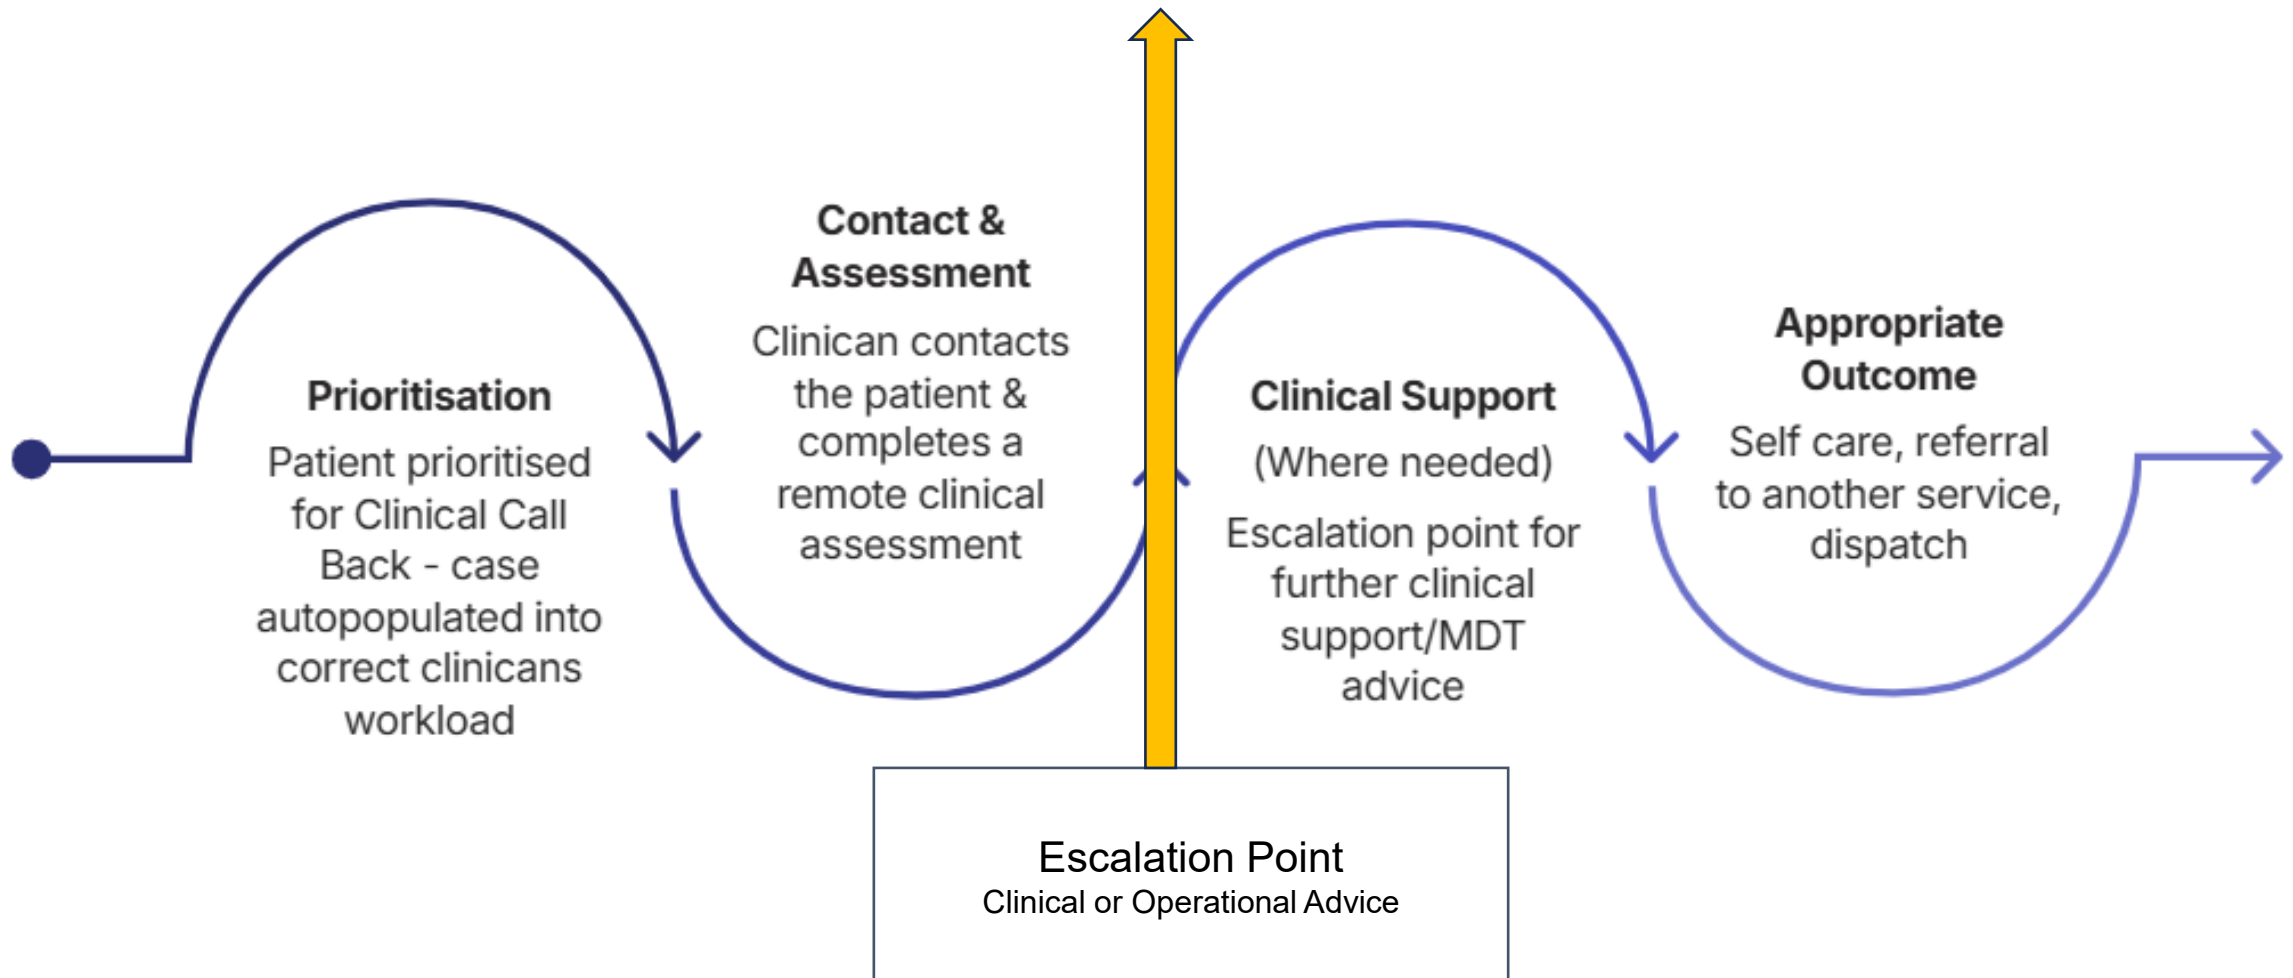 Prioritisation
Patient prioritised
for Clinical Call
Back - case
autopopulated into
correct clinicans
workload
Contact &
Assessment
Clinican contacts
the patient &
completes a
remote clinical
assessment
Clinical Support
(Where needed)
Escalation point for
further clinical
support/MDT
advice
Appropriate
Outcome
Self care, referral
to another service,
dispatch
Escalation Point
Clinical or Operational Advice